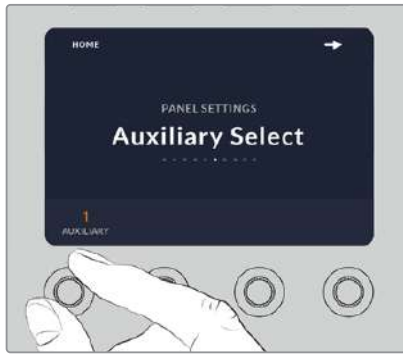 HOME
PANEL SETTINGS
Auxiliary Select
1
AUXILIARY